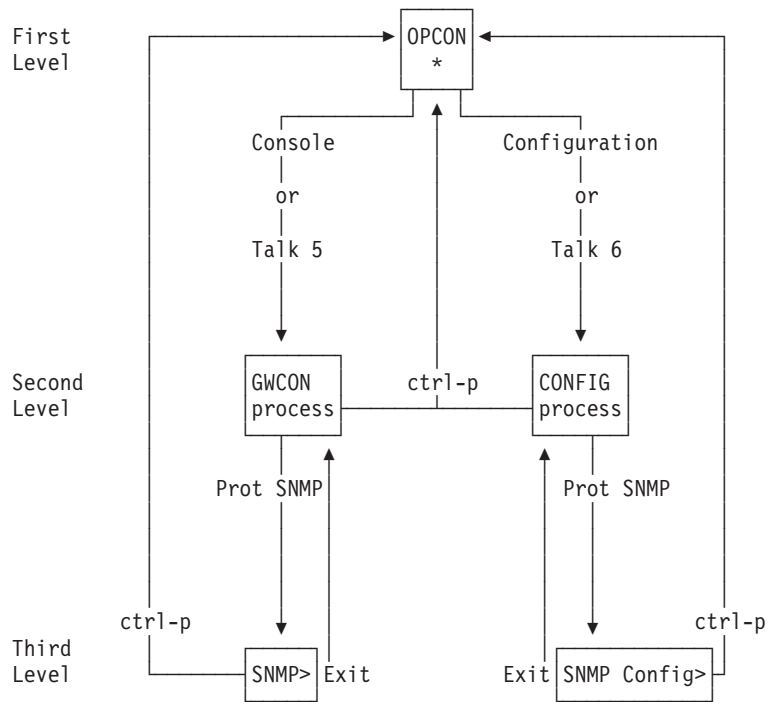 First
Level
OPCON
*
Console
Configuration
or
or
Talk 5
Talk 6
Second
Level
GWCON
process
ctrl-p
CONFIG
process
Prot SNMP
Prot SNMP
ctrl-p
ctrl-p
Third
Level
SNMP>
Exit
Exit
SNMP Config>